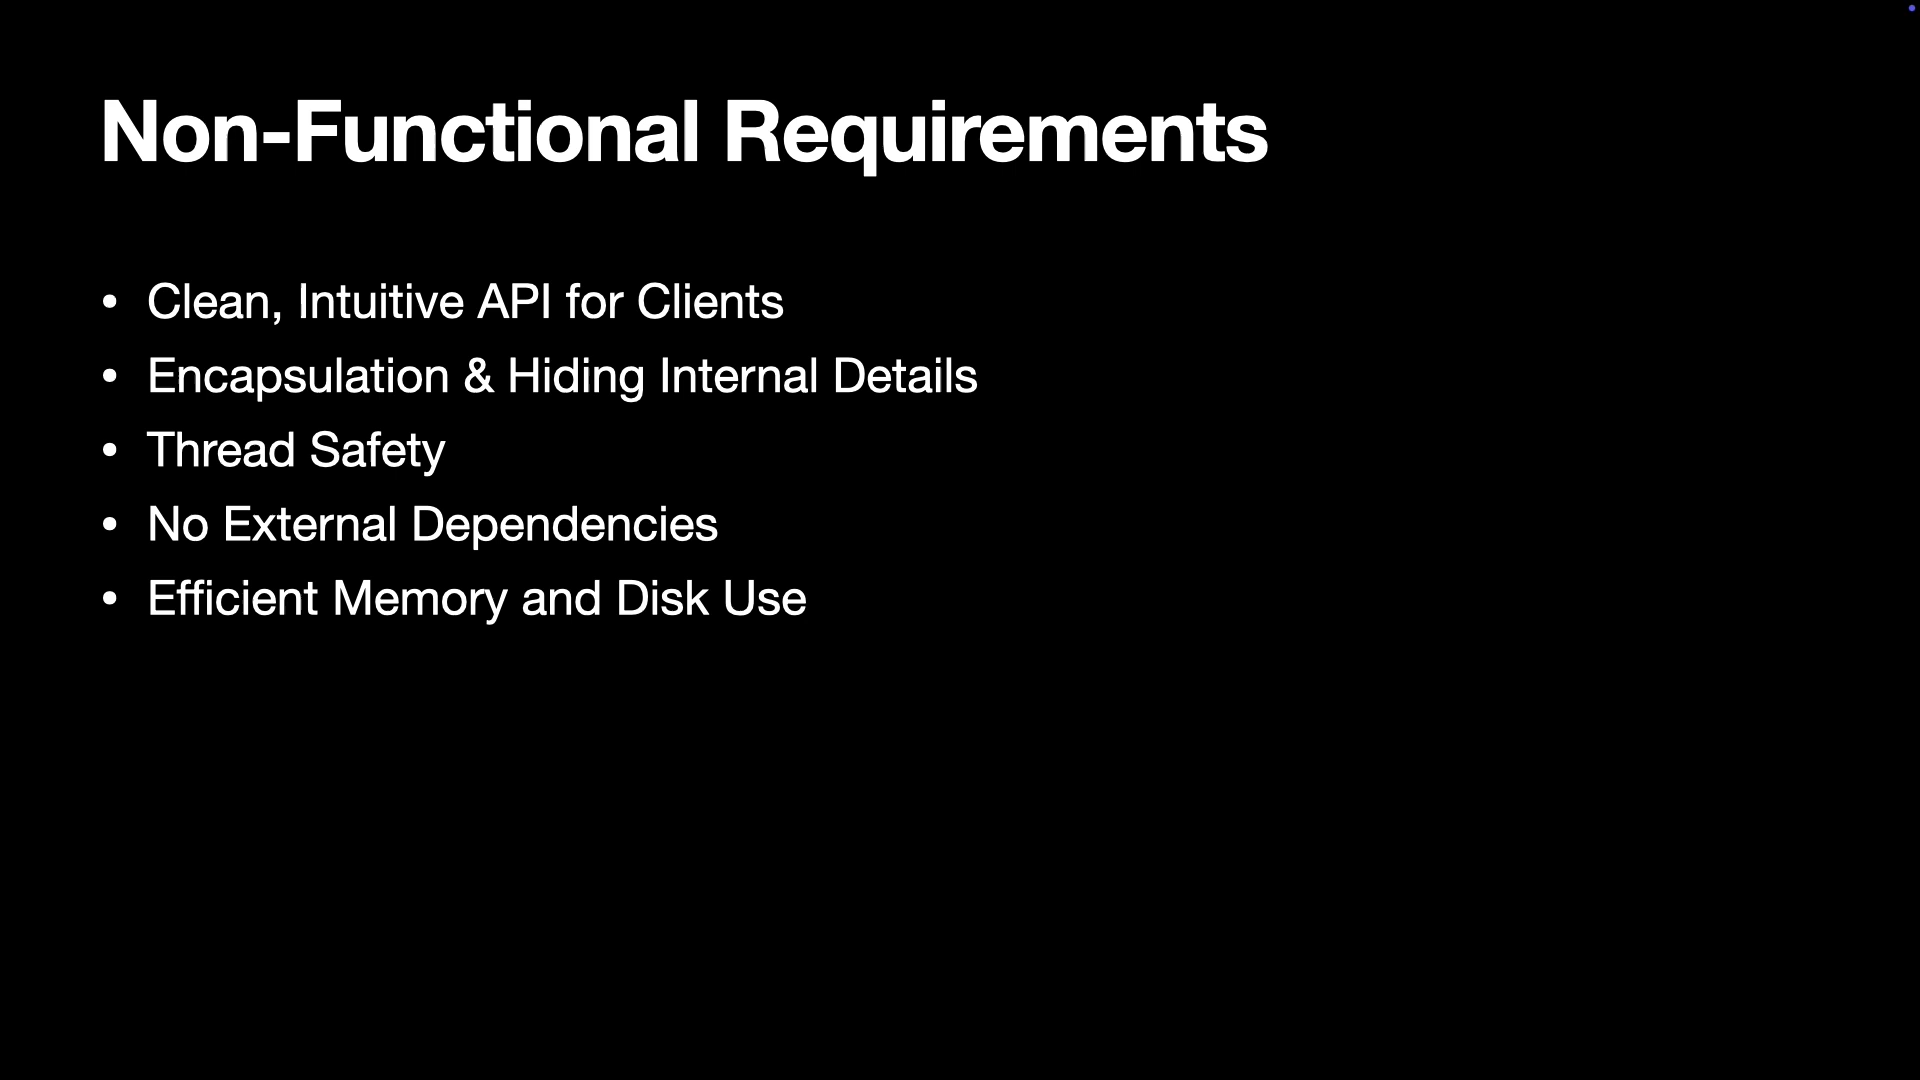 Non-Functional Requirements
• Clean, Intuitive API for Clients
• Encapsulation & Hiding Internal Details
• Thread Safety
• No External Dependencies
• Efficient Memory and Disk Use